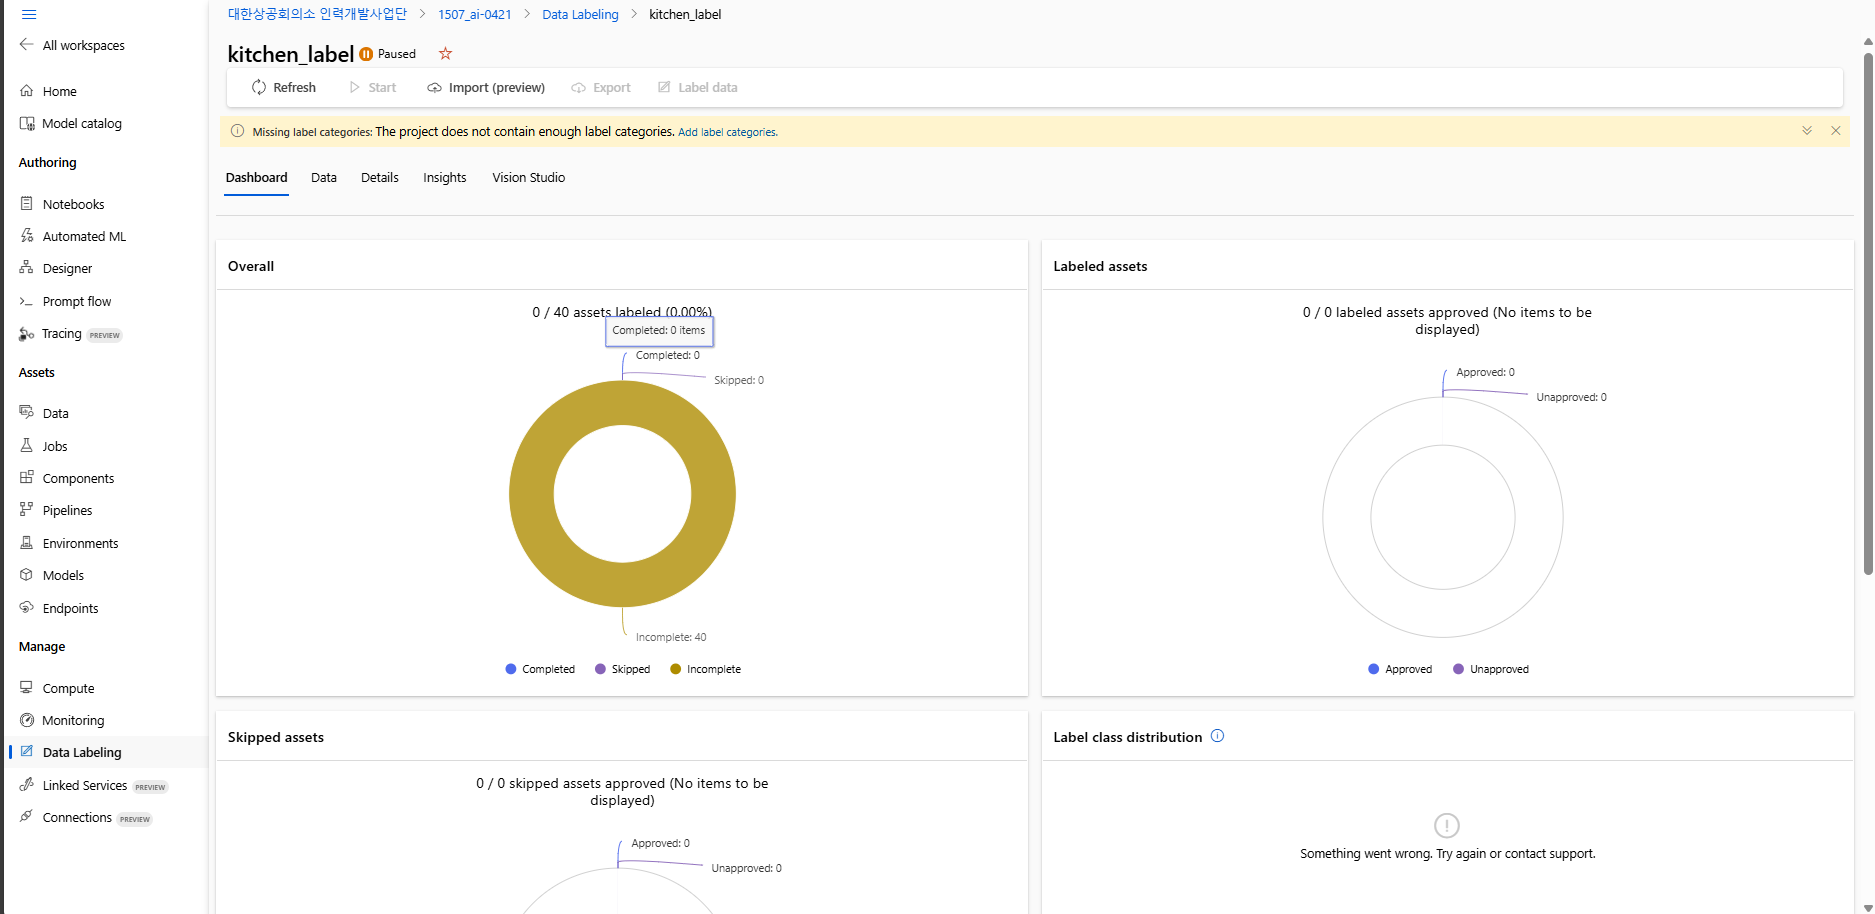 대한상공회의소 인력개발사업단 > 1507_ai-0421 > Data Labeling > kitchen_label
All workspaces
Home
Model catalog
Authoring
Notebooks
Automated ML
Designer
Prompt flow
Tracing PREVIEW
Assets
Data
Jobs
Components
Pipelines
Environments
Models
Endpoints
Manage
Compute
Monitoring
Data Labeling
Linked Services PREVIEW
Connections PREVIEW
kitchen_label Paused
Refresh Start Import (preview) Export Label data
Missing label categories: The project does not contain enough label categories. Add label categories.
Dashboard Data Details Insights Vision Studio
Overall
0 / 40 assets labeled (0.00%)
Completed: 0 items
Completed: 0
Skipped: 0
Incomplete: 40
Completed Skipped Incomplete
Labeled assets
0 / 0 labeled assets approved (No items to be
displayed)
Approved: 0
Unapproved: 0
Approved Unapproved
Skipped assets
0 / 0 skipped assets approved (No items to be
displayed)
Approved: 0
Unapproved: 0
Label class distribution
Something went wrong. Try again or contact support.